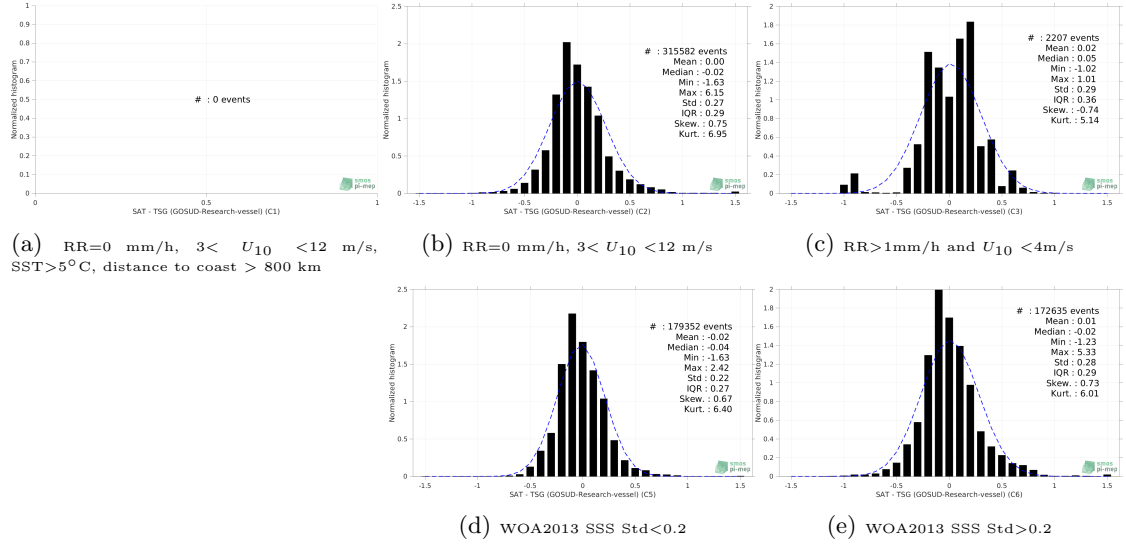 1
0.9
0.8
0.7
0.6
0.5
0.4
0.3
0.2
0.1
0
Normalized histogram
# : 0 events
smos
pi-mep
0 0.5 1
SAT - TSG (GOSUD-Research-vessel) (C1)
(a) RR=0 mm/h, 3< U10 <12 m/s,
SST>5°C, distance to coast > 800 km
2.5
2
1.5
1
0.5
0
Normalized histogram
# : 315582 events
Mean : 0.00
Median : -0.02
Min : -1.63
Max : 6.15
Std : 0.27
IQR : 0.29
Skew. : 0.75
Kurt. : 6.95
smos
pi-mep
-1.5 -1 -0.5 0 0.5 1 1.5
SAT - TSG (GOSUD-Research-vessel) (C2)
(b) RR=0 mm/h, 3< U10 <12 m/s
2
1.8
1.6
1.4
1.2
1
0.8
0.6
0.4
0.2
0
Normalized histogram
# : 2207 events
Mean : 0.02
Median : 0.05
Min : -1.02
Max : 1.01
Std : 0.29
IQR : 0.36
Skew. : -0.74
Kurt. : 5.14
smos
pi-mep
-1.5 -1 -0.5 0 0.5 1 1.5
SAT - TSG (GOSUD-Research-vessel) (C3)
(c) RR>1mm/h and U10 <4m/s
2.5
2
1.5
1
0.5
0
Normalized histogram
# : 179352 events
Mean : -0.02
Median : -0.04
Min : -1.63
Max : 2.42
Std : 0.22
IQR : 0.27
Skew. : 0.67
Kurt. : 6.40
smos
pi-mep
-1.5 -1 -0.5 0 0.5 1 1.5
SAT - TSG (GOSUD-Research-vessel) (C5)
(d) WOA2013 SSS Std<0.2
2
1.8
1.6
1.4
1.2
1
0.8
0.6
0.4
0.2
0
Normalized histogram
# : 172635 events
Mean : 0.01
Median : -0.02
Min : -1.23
Max : 5.33
Std : 0.28
IQR : 0.29
Skew. : 0.73
Kurt. : 6.01
smos
pi-mep
-1.5 -1 -0.5 0 0.5 1 1.5
SAT - TSG (GOSUD-Research-vessel) (C6)
(e) WOA2013 SSS Std>0.2